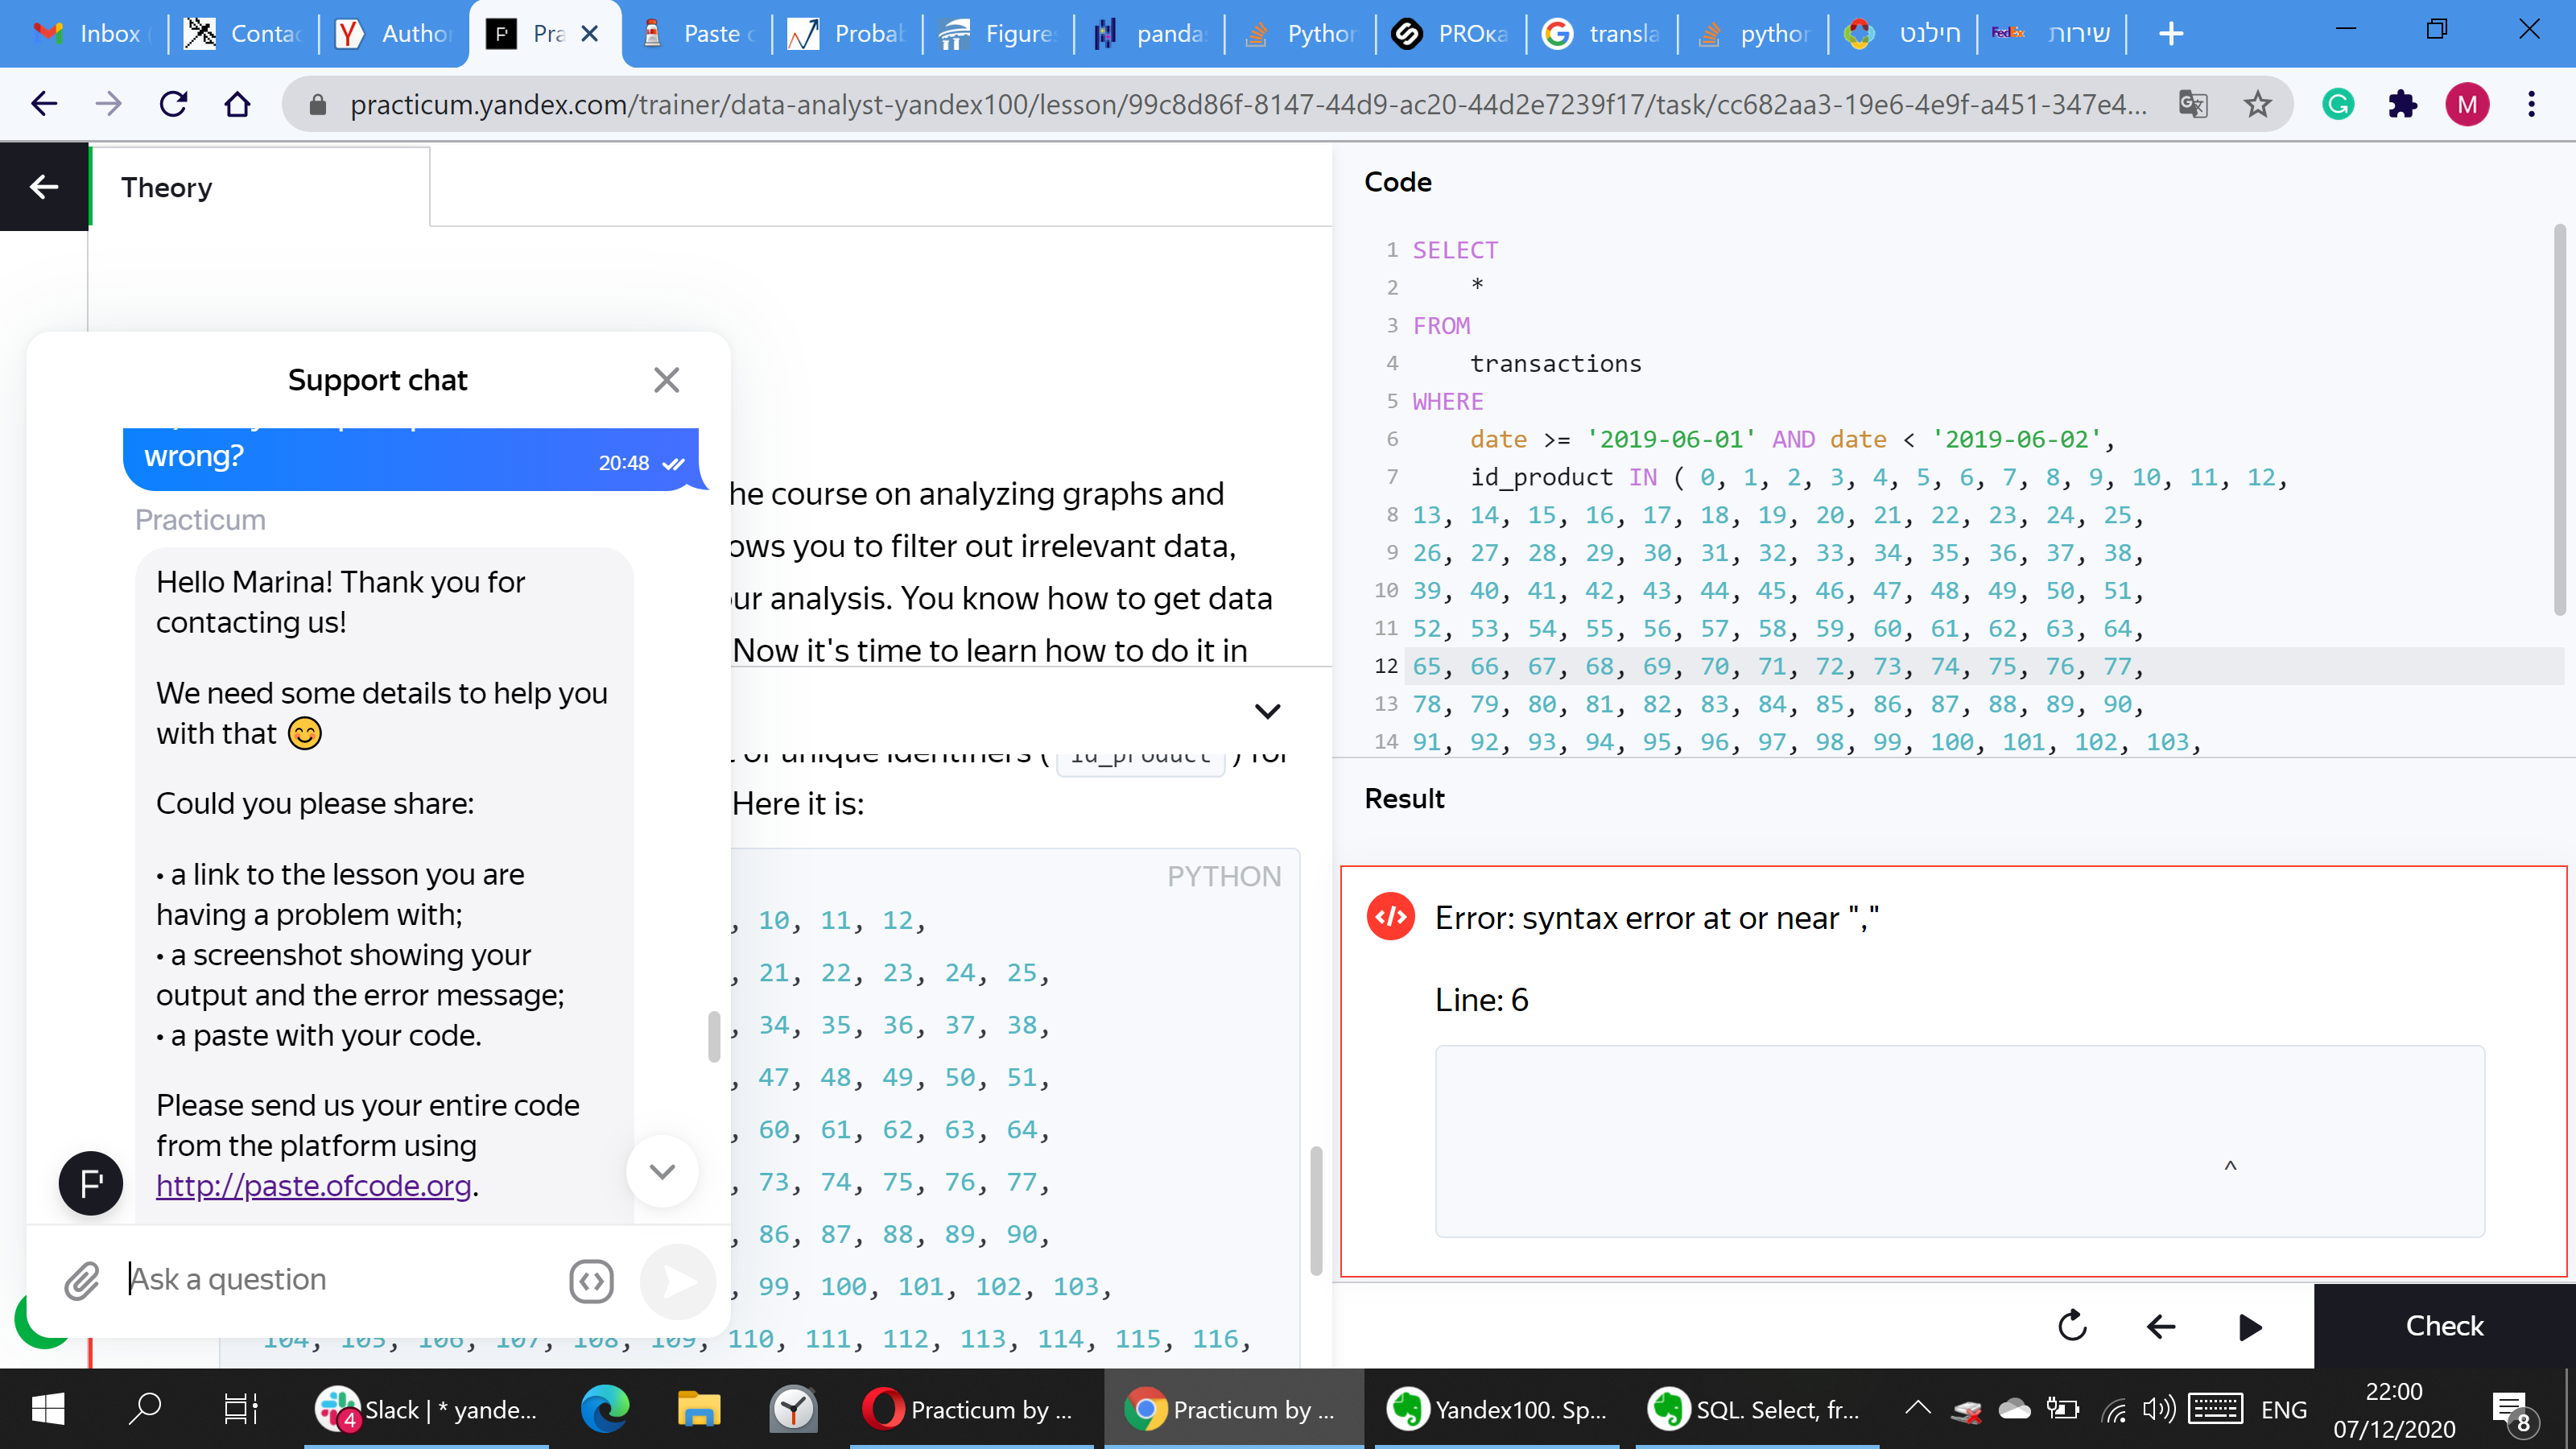 Inbox
Contac
Author
Pra
Paste o
Probab
Figures
panda
Python
PROка
transla
python
חילנט
FedEx
שירות
practicum.yandex.com/trainer/data-analyst-yandex100/lesson/99c8d86f-8147-44d9-ac20-44d2e7239f17/task/cc682aa3-19e6-4e9f-a451-347e4...
M
Theory
he course on analyzing graphs and
ows you to filter out irrelevant data,
ur analysis. You know how to get data
Now it's time to learn how to do it in
of unique identifiers ( id_product ) for
Here it is:
PYTHON
, 10, 11, 12,
, 21, 22, 23, 24, 25,
, 34, 35, 36, 37, 38,
, 47, 48, 49, 50, 51,
, 60, 61, 62, 63, 64,
, 73, 74, 75, 76, 77,
, 86, 87, 88, 89, 90,
, 99, 100, 101, 102, 103,
104, 105, 106, 107, 108, 109, 110, 111, 112, 113, 114, 115, 116,
Support chat
wrong?
20:48
Practicum
Hello Marina! Thank you for
contacting us!
We need some details to help you
with that 😊
Could you please share:
• a link to the lesson you are
having a problem with;
• a screenshot showing your
output and the error message;
• a paste with your code.
Please send us your entire code
from the platform using
http://paste.ofcode.org.
Ask a question
Code
1 SELECT
2 *
3 FROM
4 transactions
5 WHERE
6 date >= '2019-06-01' AND date < '2019-06-02',
7 id_product IN ( 0, 1, 2, 3, 4, 5, 6, 7, 8, 9, 10, 11, 12,
8 13, 14, 15, 16, 17, 18, 19, 20, 21, 22, 23, 24, 25,
9 26, 27, 28, 29, 30, 31, 32, 33, 34, 35, 36, 37, 38,
10 39, 40, 41, 42, 43, 44, 45, 46, 47, 48, 49, 50, 51,
11 52, 53, 54, 55, 56, 57, 58, 59, 60, 61, 62, 63, 64,
12 65, 66, 67, 68, 69, 70, 71, 72, 73, 74, 75, 76, 77,
13 78, 79, 80, 81, 82, 83, 84, 85, 86, 87, 88, 89, 90,
14 91, 92, 93, 94, 95, 96, 97, 98, 99, 100, 101, 102, 103,
Result
Error: syntax error at or near ","
Line: 6
^
Check
4
Slack | * yande...
Practicum by ...
Practicum by ...
Yandex100. Sp...
SQL. Select, fr...
ENG
22:00
07/12/2020
8